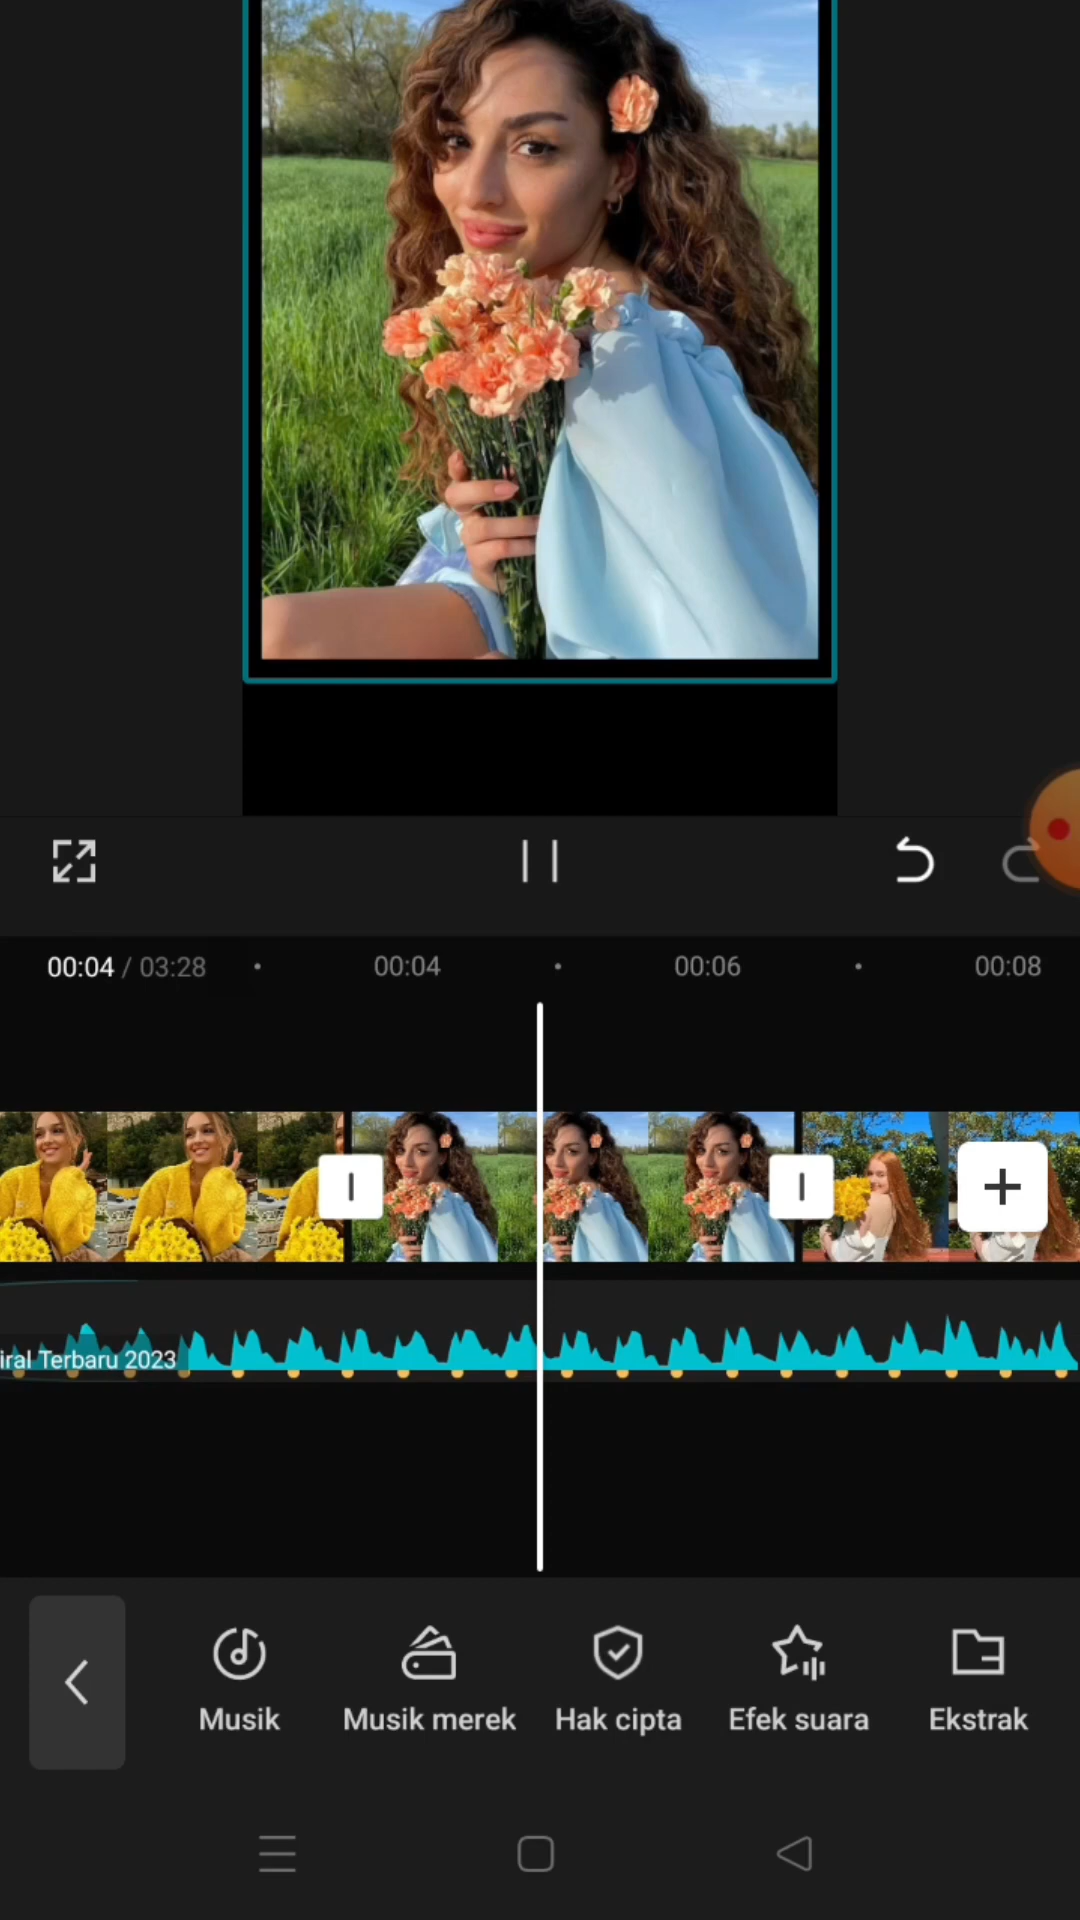 00:04 / 03:28 00:04 00:06 00:08
iral Terbaru 2023
Musik Musik merek Hak cipta Efek suara Ekstrak